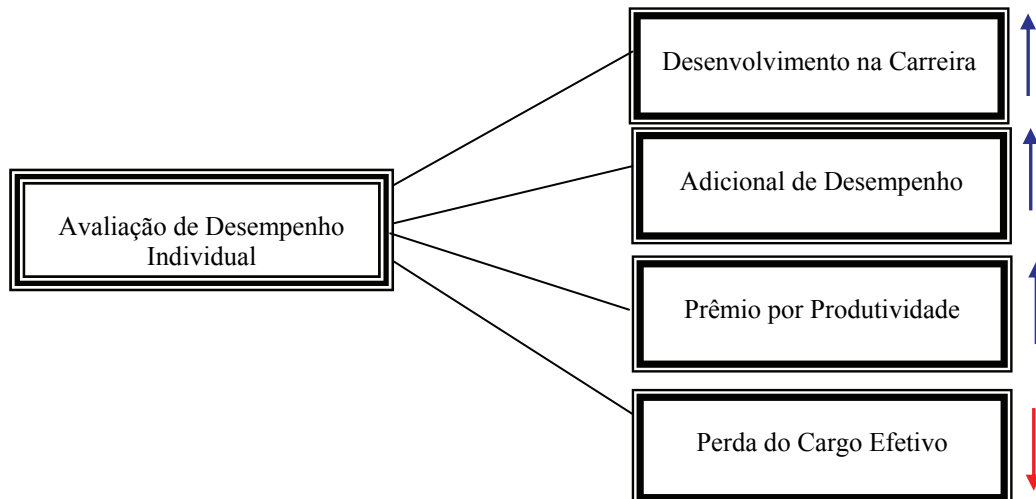 Desenvolvimento na Carreira
Adicional de Desempenho
Avaliação de Desempenho
Individual
Prêmio por Produtividade
Perda do Cargo Efetivo